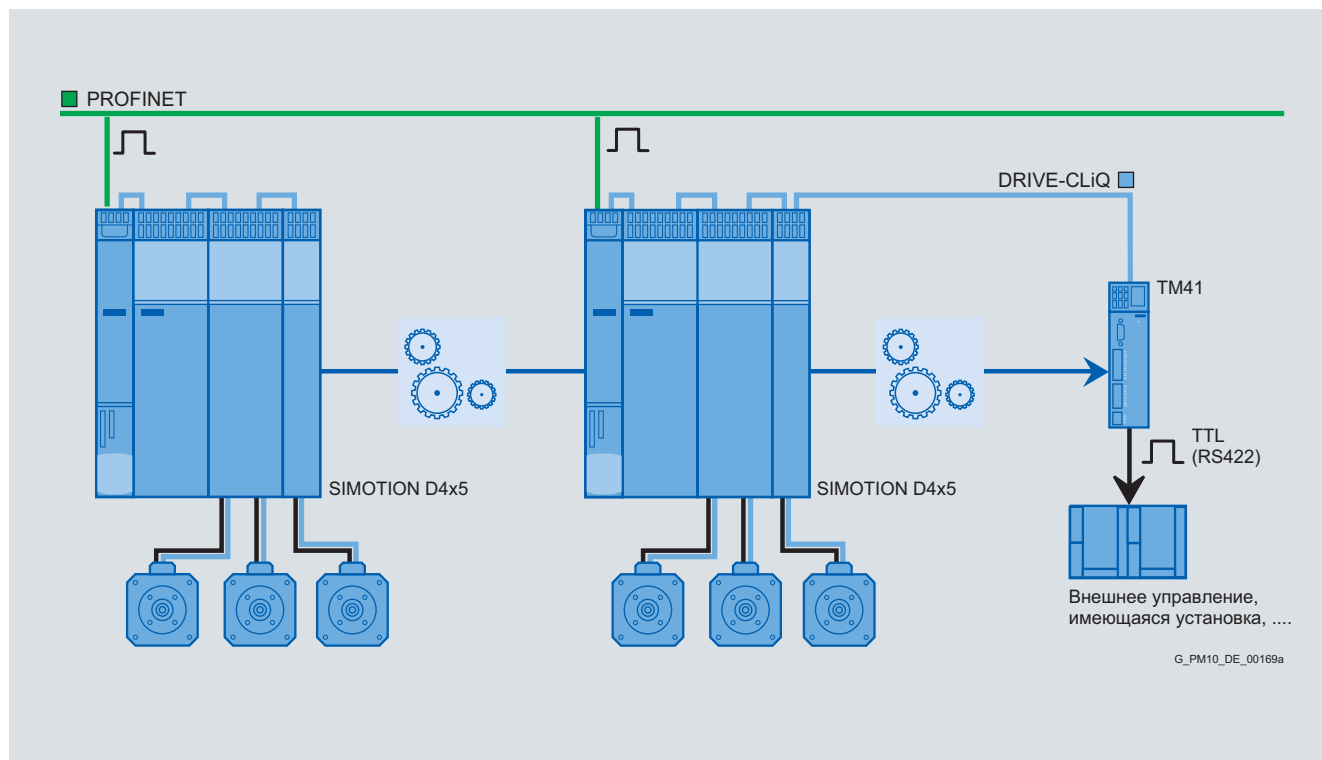 PROFINET
DRIVE-CLiQ
TM41
TTL
(RS422)
SIMOTION D4x5
SIMOTION D4x5
Внешнее управление,
имеющаяся установка, ....
G_PM10_DE_00169a